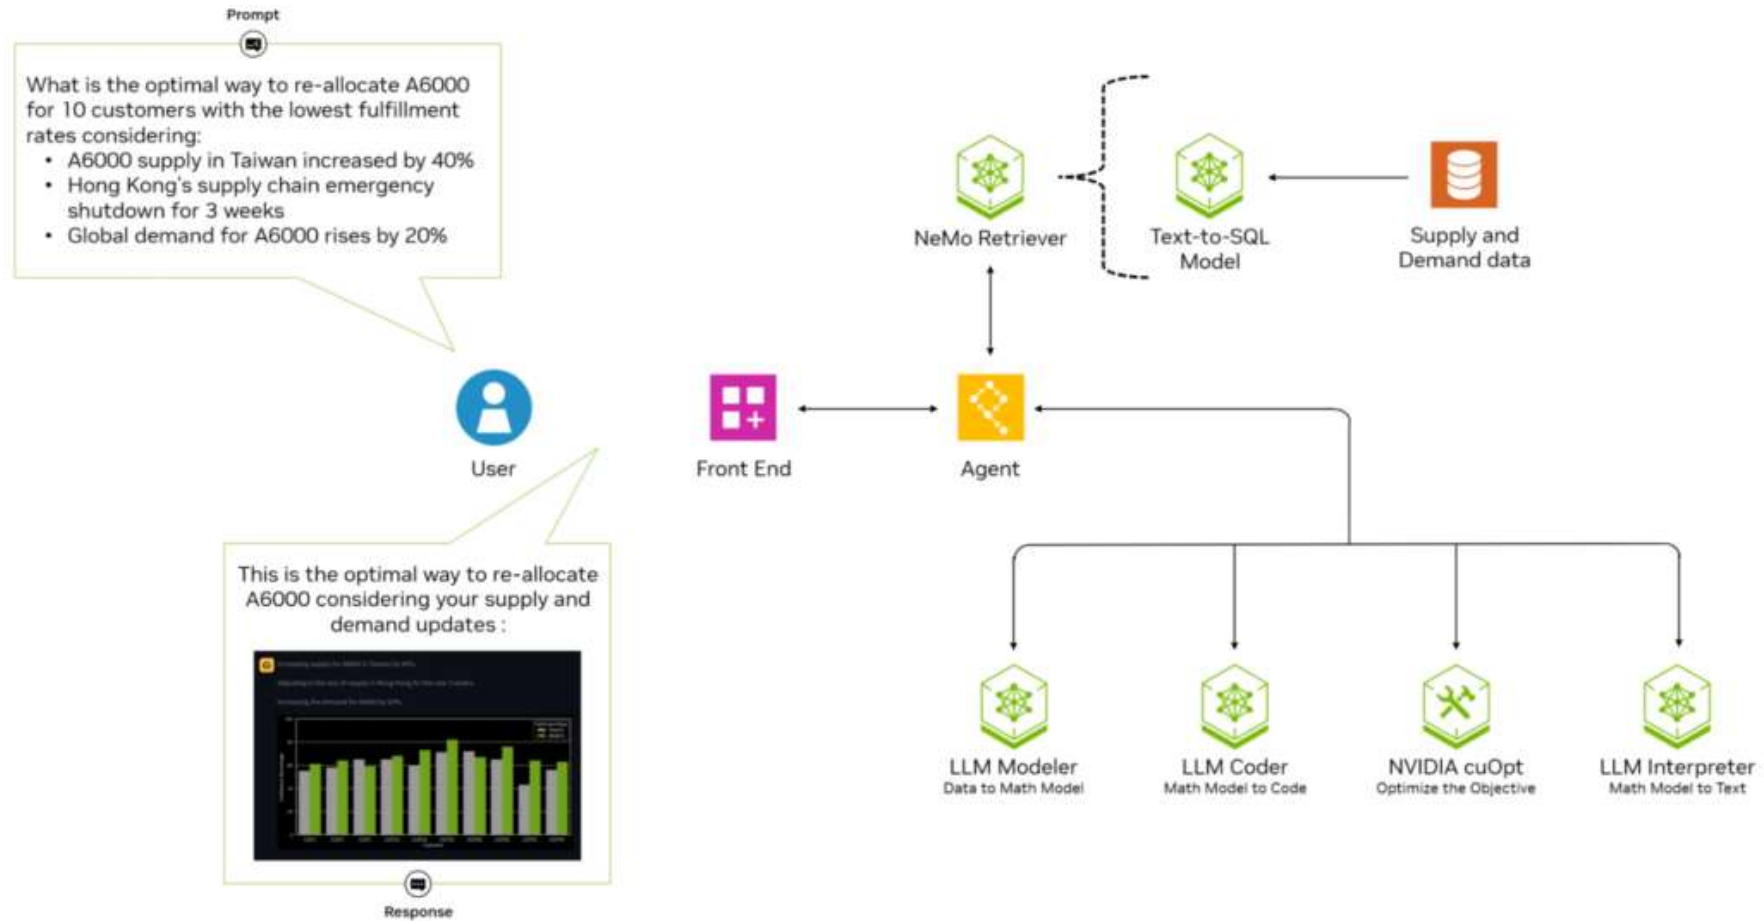 Prompt
What is the optimal way to re-allocate A6000
for 10 customers with the lowest fulfillment
rates considering:
• A6000 supply in Taiwan increased by 40%
• Hong Kong's supply chain emergency
shutdown for 3 weeks
• Global demand for A6000 rises by 20%
NeMo Retriever
Text-to-SQL
Model
Supply and
Demand data
User
Front End
Agent
This is the optimal way to re-allocate
A6000 considering your supply and
demand updates :
Response
LLM Modeler
Data to Math Model
LLM Coder
Math Model to Code
NVIDIA cuOpt
Optimize the Objective
LLM Interpreter
Math Model to Text